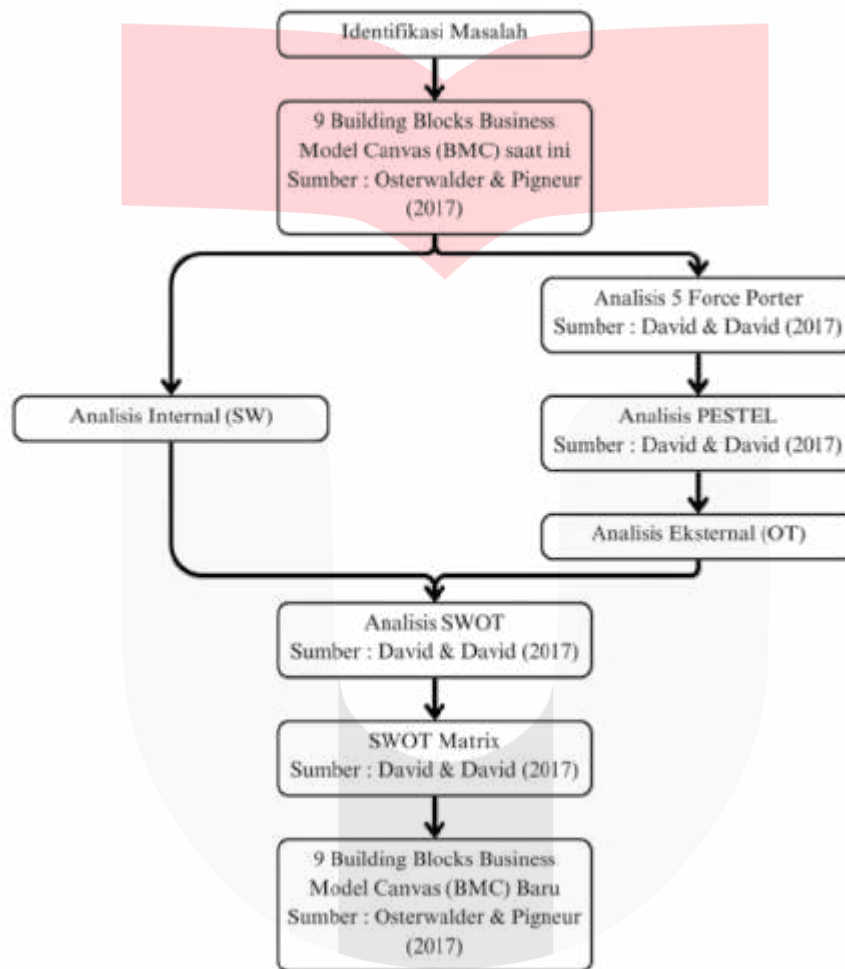 Identifikasi Masalah
9 Building Blocks Business
Model Canvas (BMC) saat ini
Sumber : Osterwalder & Pigneur
(2017)
Analisis 5 Force Porter
Sumber : David & David (2017)
Analisis Internal (SW)
Analisis PESTEL
Sumber : David & David (2017)
Analisis Eksternal (OT)
Analisis SWOT
Sumber : David & David (2017)
SWOT Matrix
Sumber : David & David (2017)
9 Building Blocks Business
Model Canvas (BMC) Baru
Sumber : Osterwalder & Pigneur
(2017)